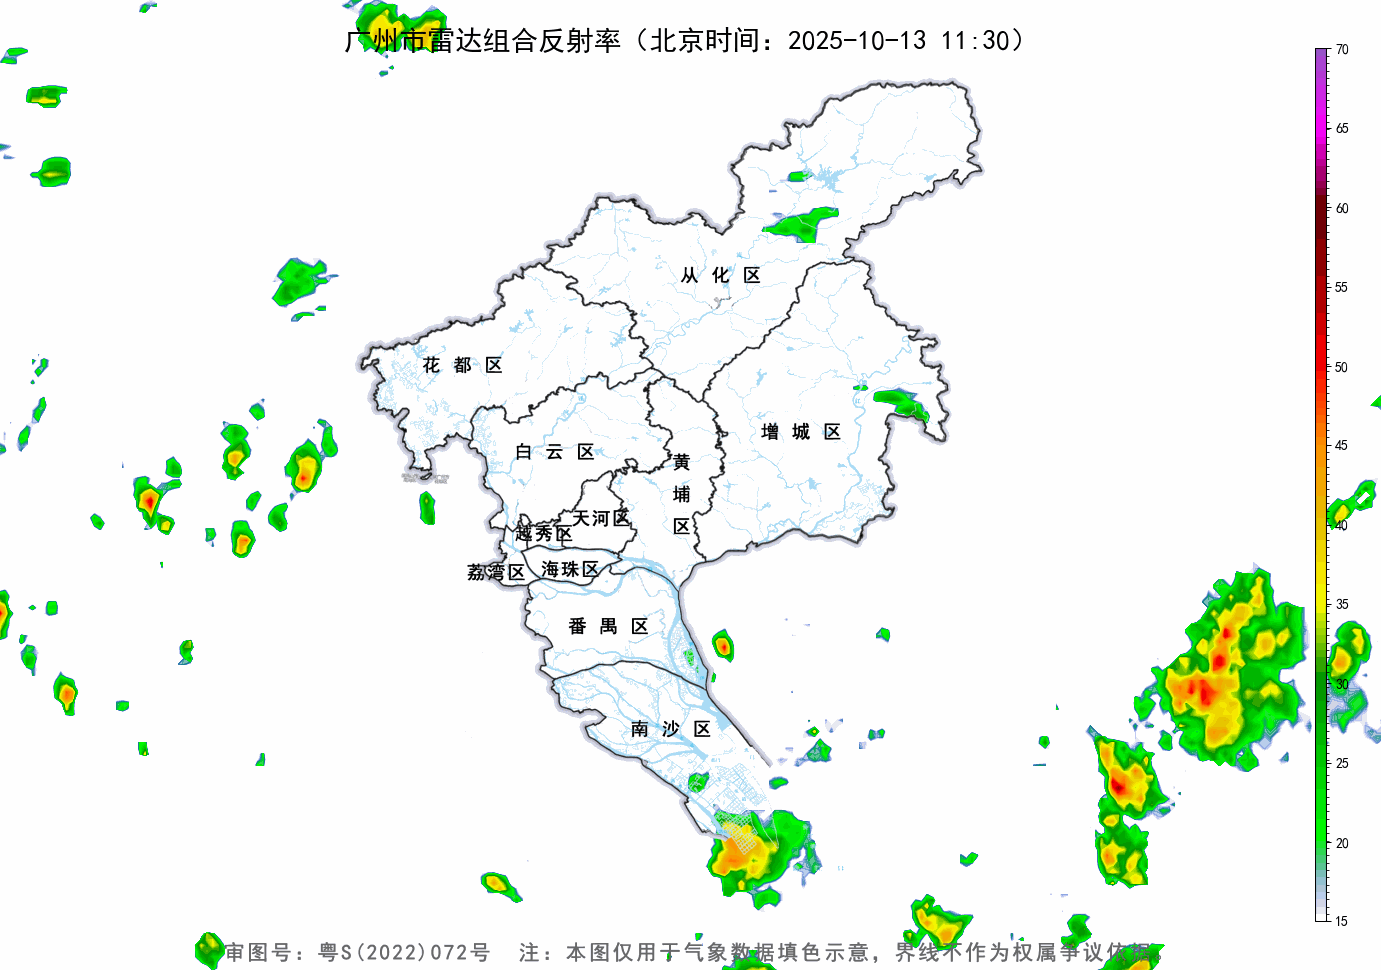 广州市雷达组合反射率（北京时间：2025-10-13 11:30）
70
65
60
55
50
45
40
35
30
25
20
15
从化区
花都区
增城区
白云区
黄埔区
天河区
越秀区
荔湾区
海珠区
番禺区
南沙区
审图号：粤S(2022)072号 注：本图仅用于气象数据填色示意，界线不作为权属争议依据。